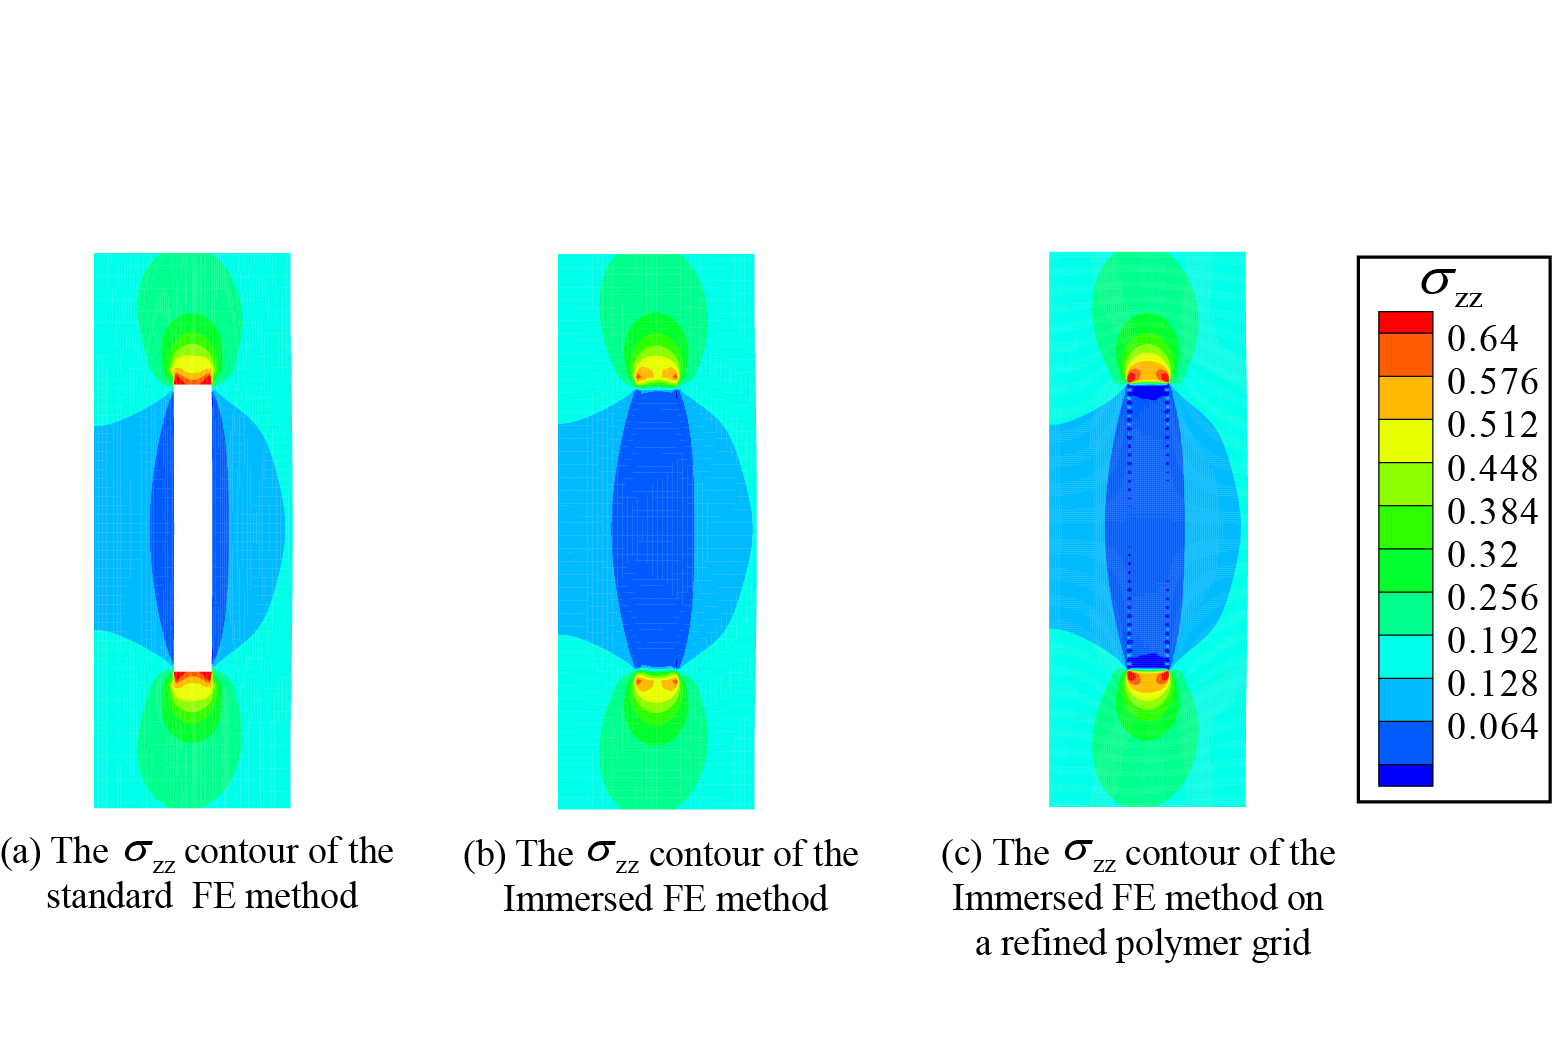 σzz
0.64
0.576
0.512
0.448
0.384
0.32
0.256
0.192
0.128
0.064
(a) The σzz contour of the
standard FE method
(b) The σzz contour of the
Immersed FE method
(c) The σzz contour of the
Immersed FE method on
a refined polymer grid